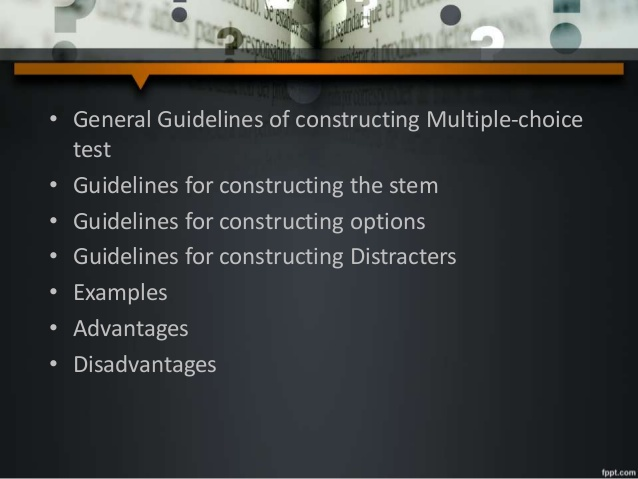 • General Guidelines of constructing Multiple-choice
test
• Guidelines for constructing the stem
• Guidelines for constructing options
• Guidelines for constructing Distracters
• Examples
• Advantages
• Disadvantages
fppt.com